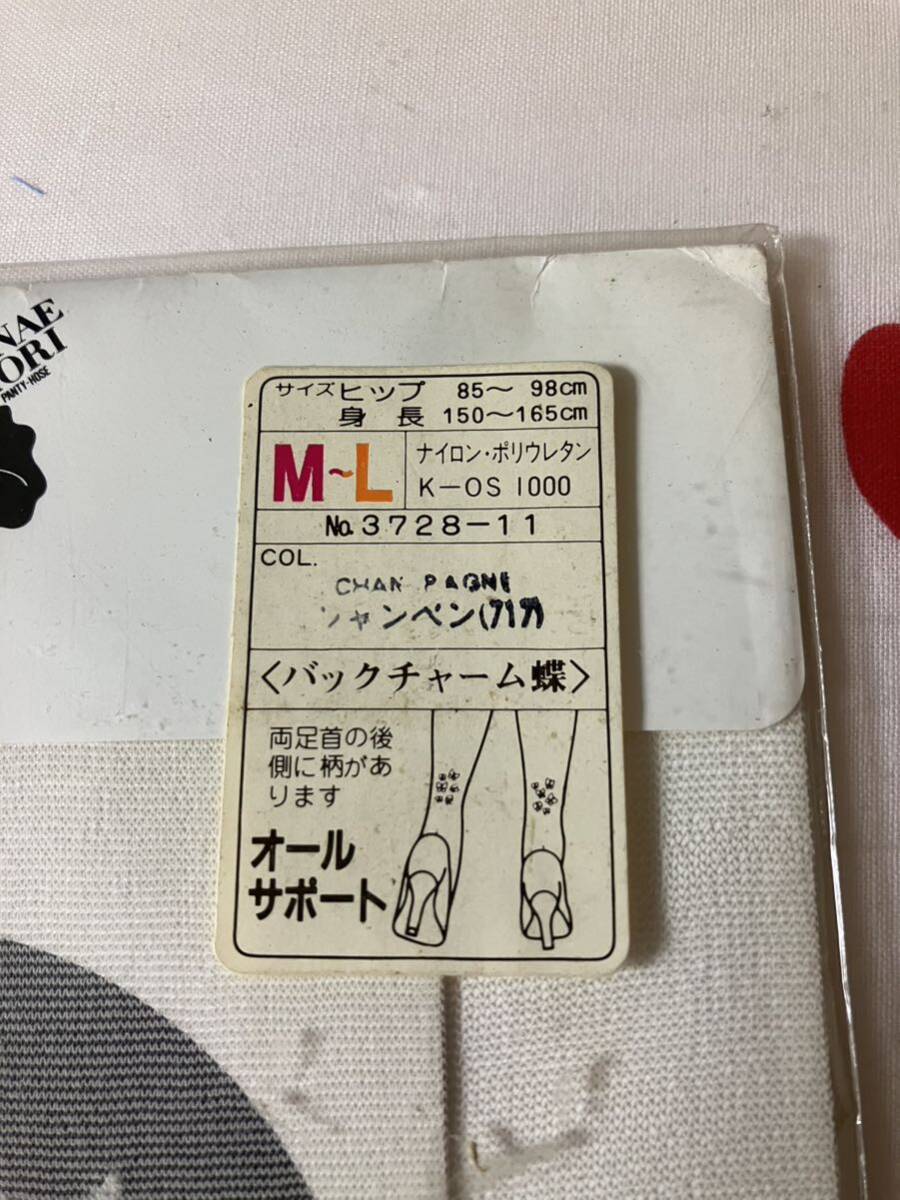 NAE
ORI
PANTY-HOSE
サイズ ヒップ 85〜 98cm
身長 150〜165cm
M~L
ナイロン・ポリウレタン
K-OS 1000
No.3728-11
COL.
CHAN PAGNE
シャンペン(717)
〈バックチャーム蝶〉
両足首の後
側に柄があ
ります
オール
サポート